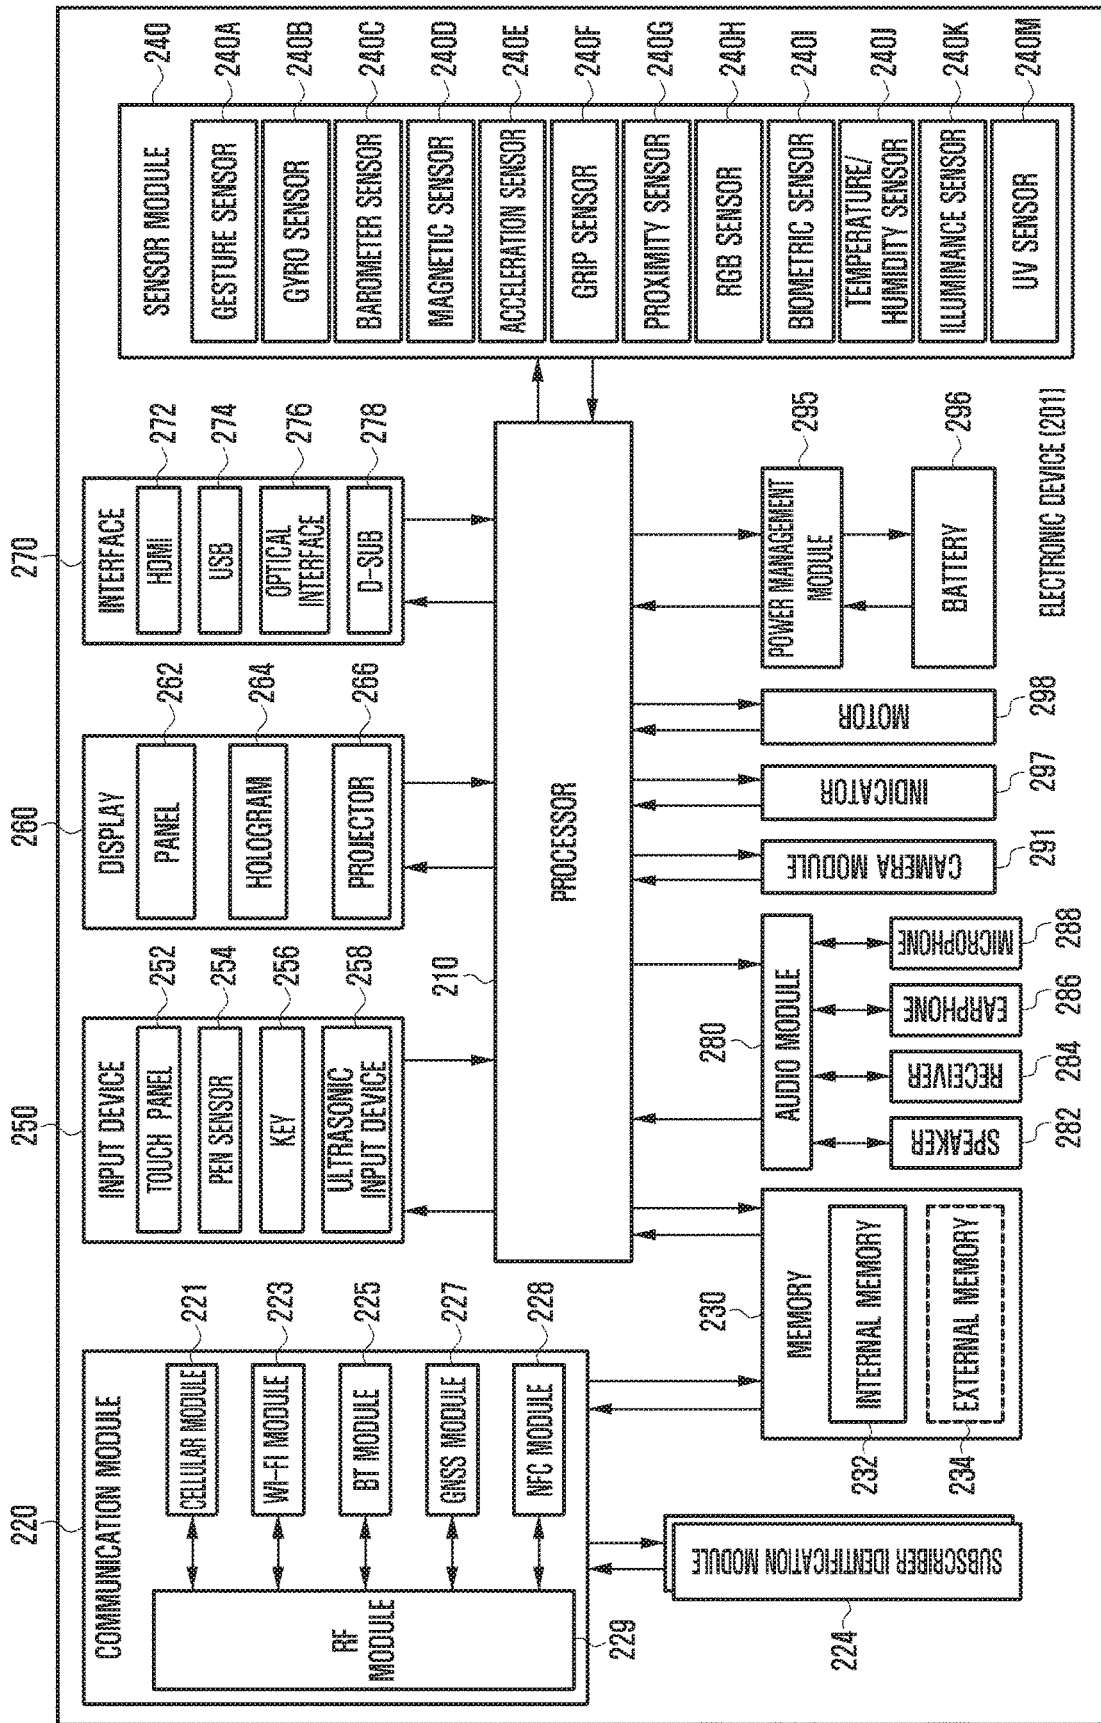 220
COMMUNICATION MODULE
RF
MODULE
229
CELLULAR MODULE
221
WI-FI MODULE
223
BT MODULE
225
GNSS MODULE
227
NFC MODULE
228
250
INPUT DEVICE
TOUCH PANEL
252
PEN SENSOR
254
KEY
256
ULTRASONIC
INPUT DEVICE
258
260
DISPLAY
PANEL
262
HOLOGRAM
264
PROJECTOR
266
270
INTERFACE
HDMI
272
USB
274
OPTICAL
INTERFACE
276
D-SUB
278
SENSOR MODULE
240
GESTURE SENSOR
240A
GYRO SENSOR
240B
BAROMETER SENSOR
240C
MAGNETIC SENSOR
240D
ACCELERATION SENSOR
240E
GRIP SENSOR
240F
PROXIMITY SENSOR
240G
RGB SENSOR
240H
BIOMETRIC SENSOR
240I
TEMPERATURE/
HUMIDITY SENSOR
240J
ILLUMINANCE SENSOR
240K
UV SENSOR
240M
210
PROCESSOR
SUBSCRIBER IDENTIFICATION MODULE
224
230
MEMORY
INTERNAL MEMORY
232
EXTERNAL MEMORY
234
280
AUDIO MODULE
SPEAKER
282
RECEIVER
284
EARPHONE
286
MICROPHONE
288
CAMERA MODULE
291
INDICATOR
297
MOTOR
298
POWER MANAGEMENT
MODULE
295
BATTERY
296
ELECTRONIC DEVICE (201)